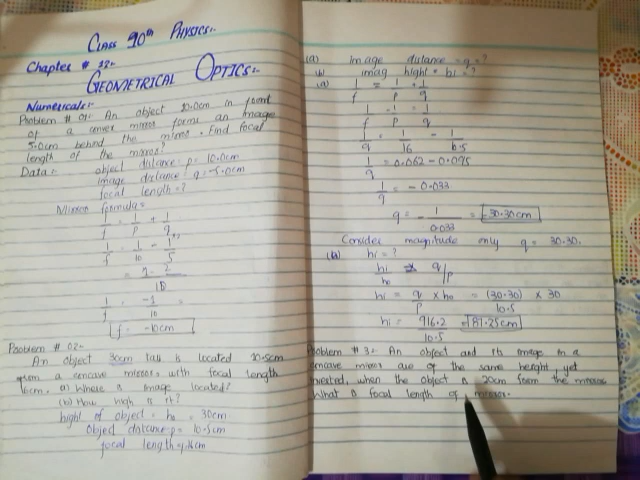 Class 10th Physics:-
Chapter # 12:-
Geometrical Optics:-
Numericals:-
Problem # 01:- An object 10.0cm in front
of a convex mirror forms an image
5.0cm behind the mirror. Find focal
length of the mirror?
Data:- object distance = p = 10.0cm
image distance = q = -5.0cm
focal length = ?
Mirror formula:
1/f = 1/p + 1/q
1/f = 1/10 - 1/5
= 1 - 2
10
1/f = -1/10
f = -10cm
Problem # 02:-
An object 30cm tall is located 10.5cm
from a concave mirror with focal length
16cm. a) Where is image located?
(b) How high is it?
hight of object = ho = 30cm
Object distance = p = 10.5cm
focal length = 16cm
(a) image distance = q = ?
(b) imag hight = hi = ?
(a) 1/f = 1/p + 1/q
1/f - 1/p = 1/q
1/q = 1/16 - 1/
1/q = 0.062 - 0.095
1/q = - 0.033
q = - 1/0.033 = -30.30cm
Consider magnitude only q = 30.30.
(b) hi = ?
hi/ho = q/p
hi = q/p x ho = (30.30)/10.5 x 30
hi = /10.5 =
Problem # 3:- An object and its image in a
concave mirror are of the same height, yet
inverted, when the object is 20cm form the mirror.
What is focal length of mirror.